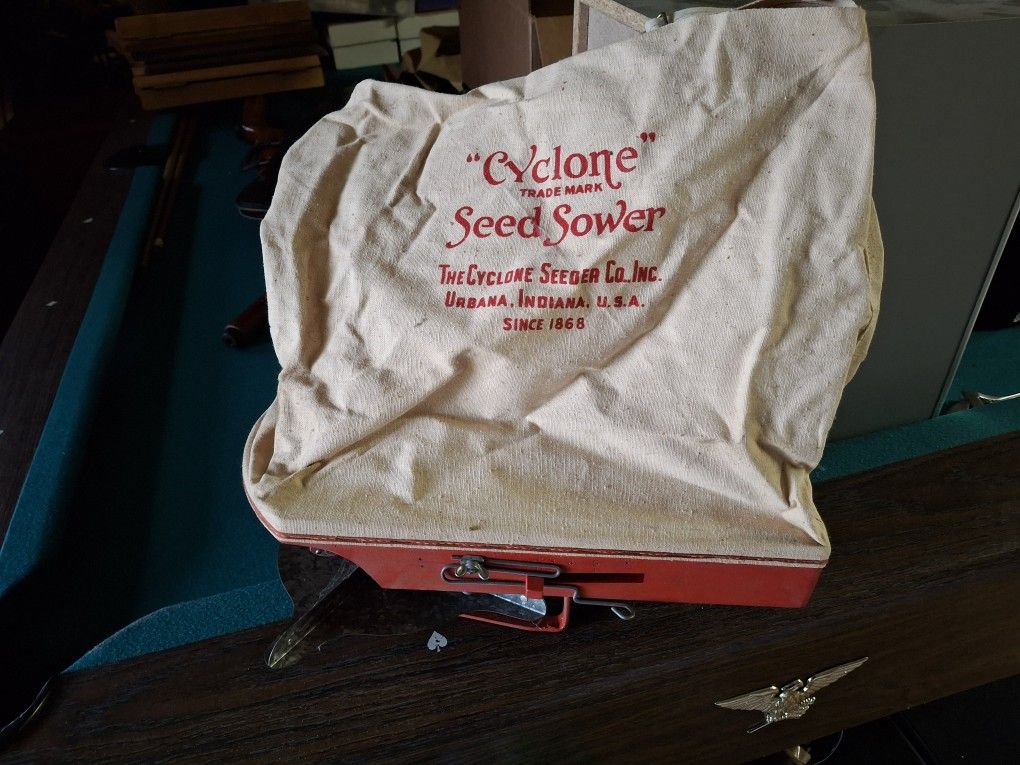 "Cyclone"
TRADE MARK
Seed Sower
THE CYCLONE SEEDER CO., INC.
URBANA, INDIANA, U.S.A.
SINCE 1868